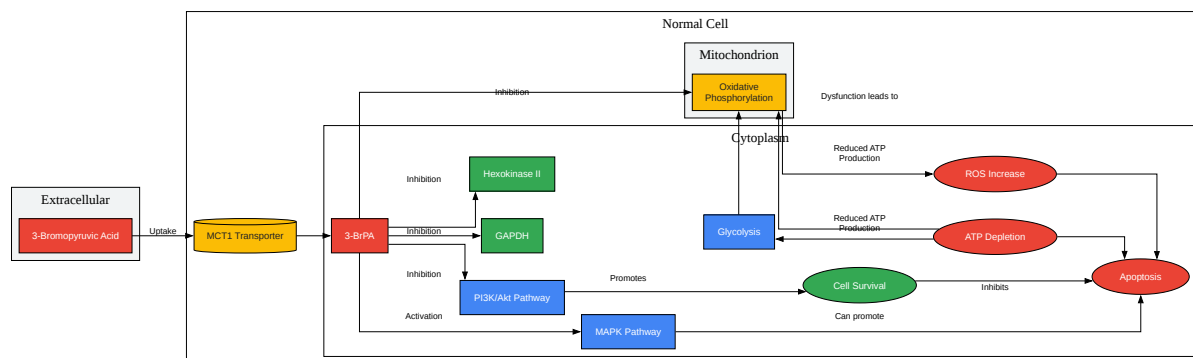 Normal Cell
Mitochondrion
Oxidative
Phosphorylation
Inhibition
Dysfunction leads to
Cytoplasm
Reduced ATP
Production
Hexokinase II
Inhibition
ROS Increase
Extracellular
3-Bromopyruvic Acid
Uptake
MCT1 Transporter
3-BrPA
Inhibition
GAPDH
Glycolysis
Reduced ATP
Production
ATP Depletion
Inhibition
PI3K/Akt Pathway
Promotes
Cell Survival
Inhibits
Apoptosis
Activation
MAPK Pathway
Can promote